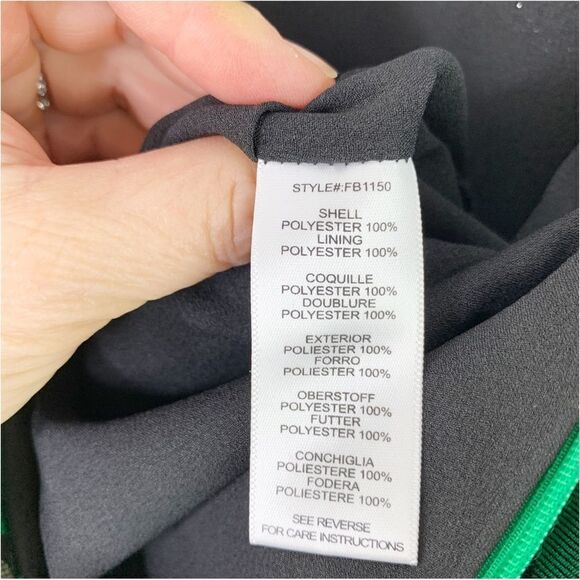 STYLE#:FB1150
SHELL
POLYESTER 100%
LINING
POLYESTER 100%
COQUILLE
POLYESTER 100%
DOUBLURE
POLYESTER 100%
EXTERIOR
POLIESTER 100%
FORRO
POLIESTER 100%
OBERSTOFF
POLYESTER 100%
FUTTER
POLYESTER 100%
CONCHIGLIA
POLIESTERE 100%
FODERA
POLIESTERE 100%
SEE REVERSE
FOR CARE INSTRUCTIONS